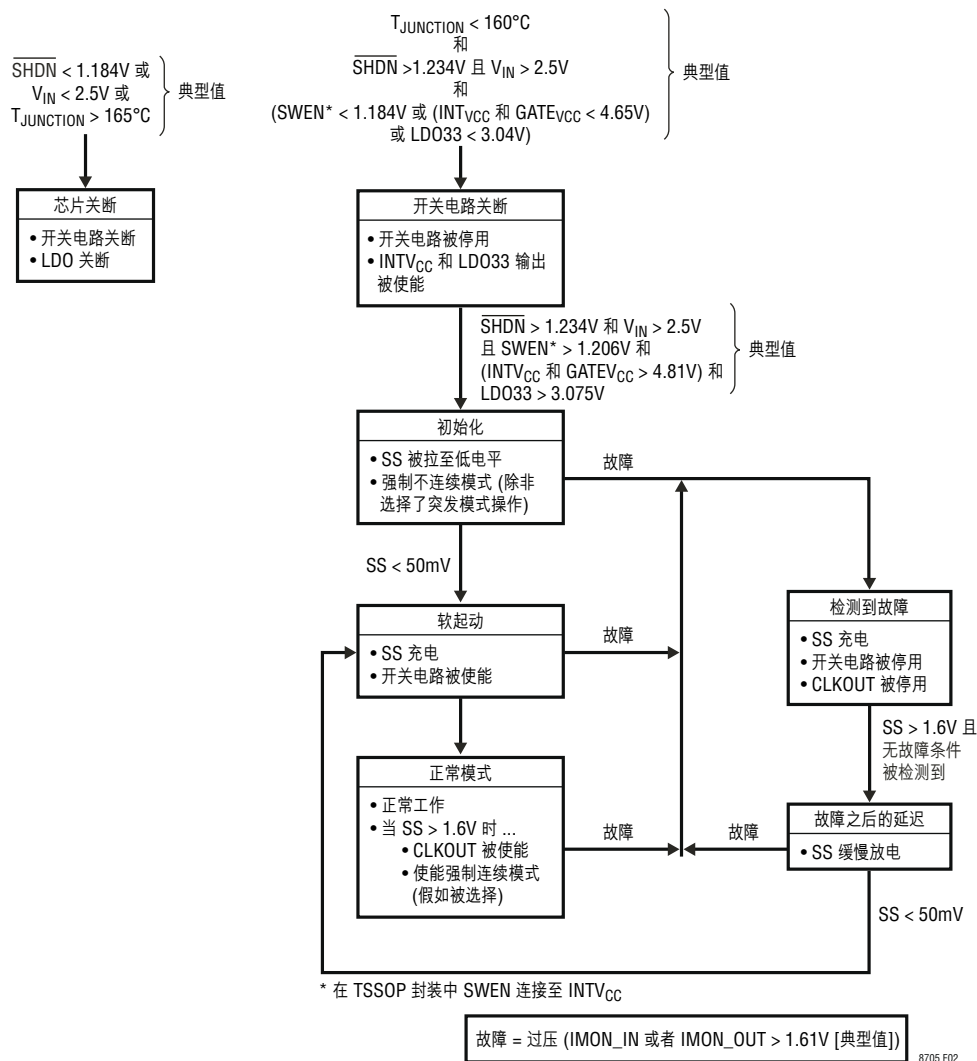 SHDN < 1.184V 或
VIN < 2.5V 或
TJUNCTION > 165°C
典型值
芯片关断
• 开关电路关断
• LDO 关断
TJUNCTION < 160°C
和
SHDN >1.234V 且 VIN > 2.5V
和
(SWEN* < 1.184V 或 (INTVCC 和 GATEVCC < 4.65V)
或 LDO33 < 3.04V)
典型值
开关电路关断
• 开关电路被停用
• INTVCC 和 LDO33 输出
被使能
SHDN > 1.234V 和 VIN > 2.5V
且 SWEN* > 1.206V 和
(INTVCC 和 GATEVCC > 4.81V) 和
LDO33 > 3.075V
典型值
初始化
• SS 被拉至低电平
• 强制不连续模式 (除非
选择了突发模式操作)
故障
SS < 50mV
软起动
• SS 充电
• 开关电路被使能
故障
检测到故障
• SS 充电
• 开关电路被停用
• CLKOUT 被停用
SS > 1.6V 且
无故障条件
被检测到
正常模式
• 正常工作
• 当 SS > 1.6V 时 ...
• CLKOUT 被使能
• 使能强制连续模式
(假如被选择)
故障
故障
故障之后的延迟
• SS 缓慢放电
SS < 50mV
* 在 TSSOP 封装中 SWEN 连接至 INTVCC
故障 = 过压 (IMON_IN 或者 IMON_OUT > 1.61V [典型值])
8705 F02